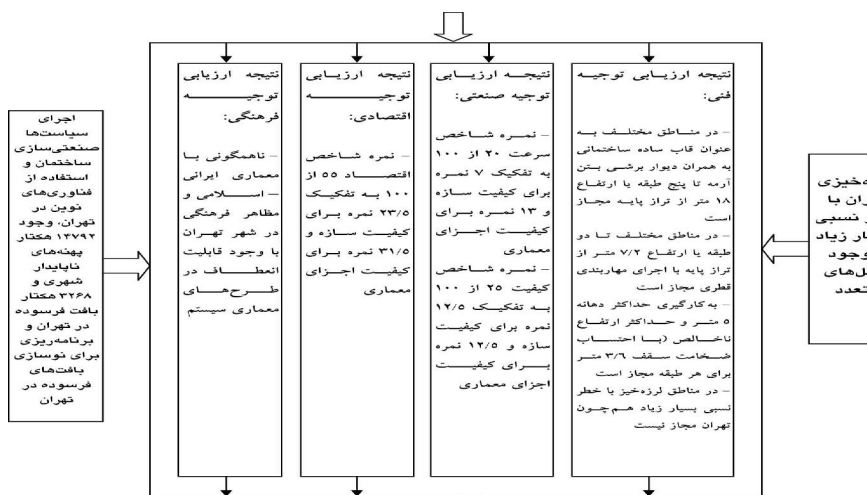 نتیجه ارزیابی توجیه
فنی:
– در مناطق مختلف به
عنوان قاب ساده ساختمانی
به همران دیوار برشی بتن
آرمه تا پنج طبقه یا ارتفاع
۱۸ متر از تراز پایه مجاز
است
– در مناطق مختلف تا دو
طبقه یا ارتفاع ۷/۲ متر از
تراز پایه با اجرای مهاربندی
قطری مجاز است
– به‌کارگیری حداکثر دهانه
۵ متر و حداکثر ارتفاع
ناخالص (با احتساب
ضخامت سقف ۳/۶ متر
برای هر طبقه مجاز است
– در مناطق لرزه‌خیز با خطر
نسبی بسیار زیاد هم‌چون
تهران مجاز نیست
نتیجه ارزیابی
توجیه صنعتی:
– نمره شاخص
سرعت ۲۰ از ۱۰۰
به تفکیک ۷ نمره
برای کیفیت سازه
و ۱۳ نمره برای
کیفیت اجزای
معماری
– نمره شاخص
کیفیت ۲۵ از ۱۰۰
به تفکیک ۱۲/۵
نمره برای کیفیت
سازه و ۱۲/۵ نمره
برای کیفیت
اجزای معماری
نتیجه ارزیابی
توجیه
اقتصادی:
– نمره شاخص
اقتصاد ۵۵ از
۱۰۰ به تفکیک
۲۳/۵ نمره برای
کیفیت سازه و
۳۱/۵ نمره برای
کیفیت اجزای
معماری
نتیجه ارزیابی
توجیه
فرهنگی:
– ناهمگونی با
معماری ایرانی
– اسلامی و
مظاهر فرهنگی
در شهر تهران
با وجود قابلیت
انعطاف در
طرح‌های
معماری سیستم
اجرای
سیاست‌ها
صنعتی‌سازی
ساختمان و
استفاده از
فناوری‌های
نوین در
تهران، وجود
۱۴۷۹۲ هکتار
پهنه‌های
ناپایدار
شهری و
۳۲۶۸ هکتار
بافت فرسوده
در تهران و
برنامه‌ریزی
برای نوسازی
بافت‌های
فرسوده در
تهران
ه‌خیزی
ران با
ر نسبی
ار زیاد
وجود
ل‌های
تعدد